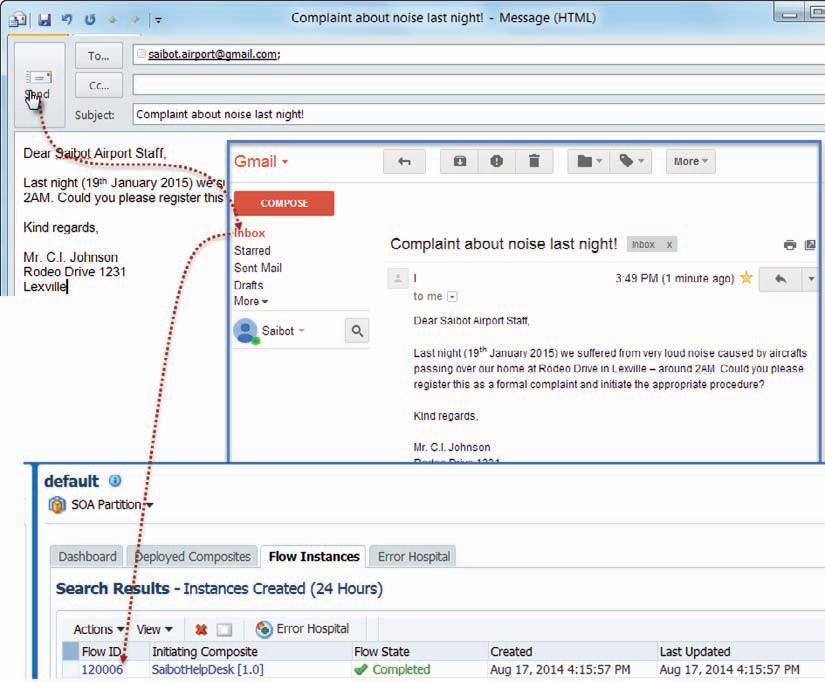 Complaint about noise last night! - Message (HTML)
To...
saibot.airport@gmail.com;
Cc...
Send
Subject:
Complaint about noise last night!
Dear Saibot Airport Staff,
Last night (19th January 2015) we su
2AM. Could you please register this
Kind regards,
Mr. C.I. Johnson
Rodeo Drive 1231
Lexville
Gmail
More
COMPOSE
Inbox
Starred
Sent Mail
Drafts
More
Saibot
Complaint about noise last night!
Inbox x
I
3:49 PM (1 minute ago)
to me
Dear Saibot Airport Staff,
Last night (19th January 2015) we suffered from very loud noise caused by aircrafts
passing over our home at Rodeo Drive in Lexville – around 2AM. Could you please
register this as a formal complaint and initiate the appropriate procedure?
Kind regards,
Mr. C.I. Johnson
Rodeo Drive 1231
default
SOA Partition
Dashboard Deployed Composites Flow Instances Error Hospital
Search Results - Instances Created (24 Hours)
Actions View Error Hospital
Flow ID Initiating Composite Flow State Created Last Updated
120006 SaibotHelpDesk [1.0] Completed Aug 17, 2014 4:15:57 PM Aug 17, 2014 4:15:57 PM